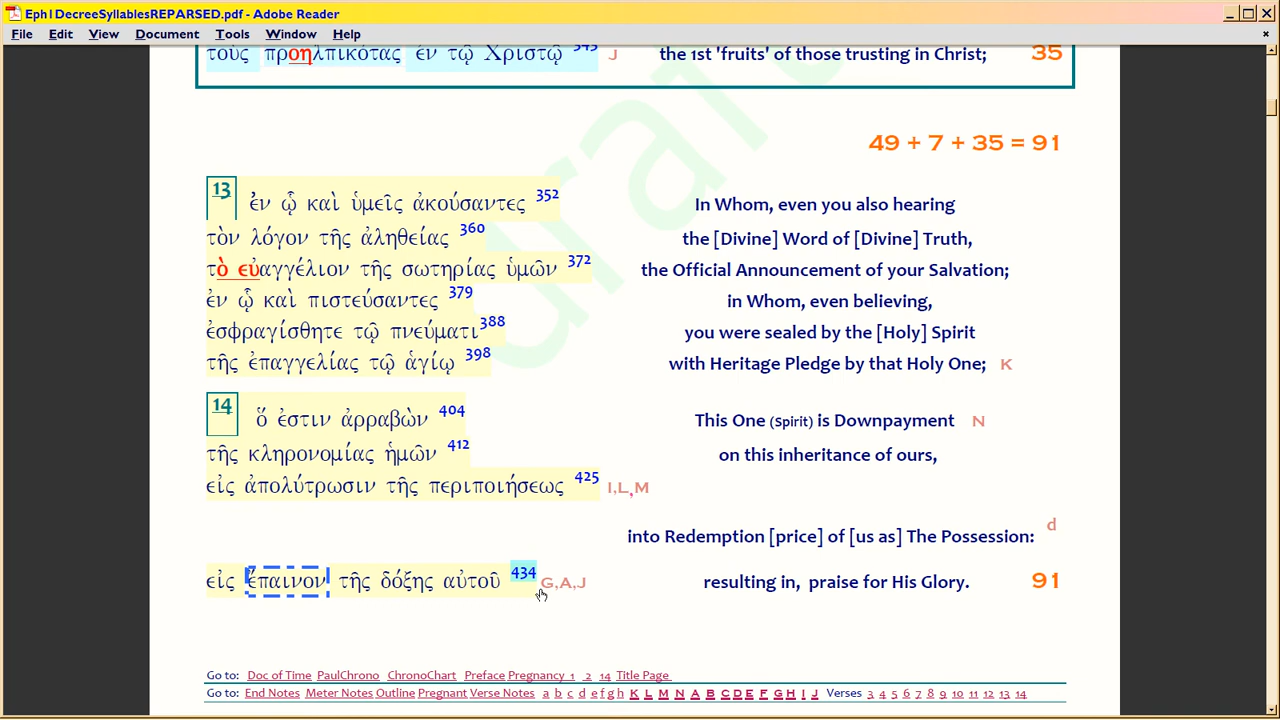 Eph1DecreeSyllablesREPARSED.pdf - Adobe Reader
File Edit View Document Tools Window Help
τοὺς προηλπικότας ἐν τῷ Χριστῷ 343 J the 1st 'fruits' of those trusting in Christ; 35
49 + 7 + 35 = 91
13 ἐν ᾧ καὶ ὑμεῖς ἀκούσαντες 352 In Whom, even you also hearing
τὸν λόγον τῆς ἀληθείας 360 the [Divine] Word of [Divine] Truth,
τὸ εὐαγγέλιον τῆς σωτηρίας ὑμῶν 372 the Official Announcement of your Salvation;
ἐν ᾧ καὶ πιστεύσαντες 379 in Whom, even believing,
ἐσφραγίσθητε τῷ πνεύματι 388 you were sealed by the [Holy] Spirit
τῆς ἐπαγγελίας τῷ ἁγίῳ 398 with Heritage Pledge by that Holy One; K
14 ὅ ἐστιν ἀρραβὼν 404 This One (Spirit) is Downpayment N
τῆς κληρονομίας ἡμῶν 412 on this inheritance of ours,
εἰς ἀπολύτρωσιν τῆς περιποιήσεως 425 I,L,M
into Redemption [price] of [us as] The Possession: d
εἰς ἔπαινον τῆς δόξης αὐτοῦ 434 G,A,J resulting in, praise for His Glory. 91
Go to: Doc of Time PaulChrono ChronoChart Preface Pregnancy 1 2 14 Title Page
Go to: End Notes Meter Notes Outline Pregnant Verse Notes a b c d e f g h K L M N A B C D E F G H I J Verses 3 4 5 6 7 8 9 10 11 12 13 14